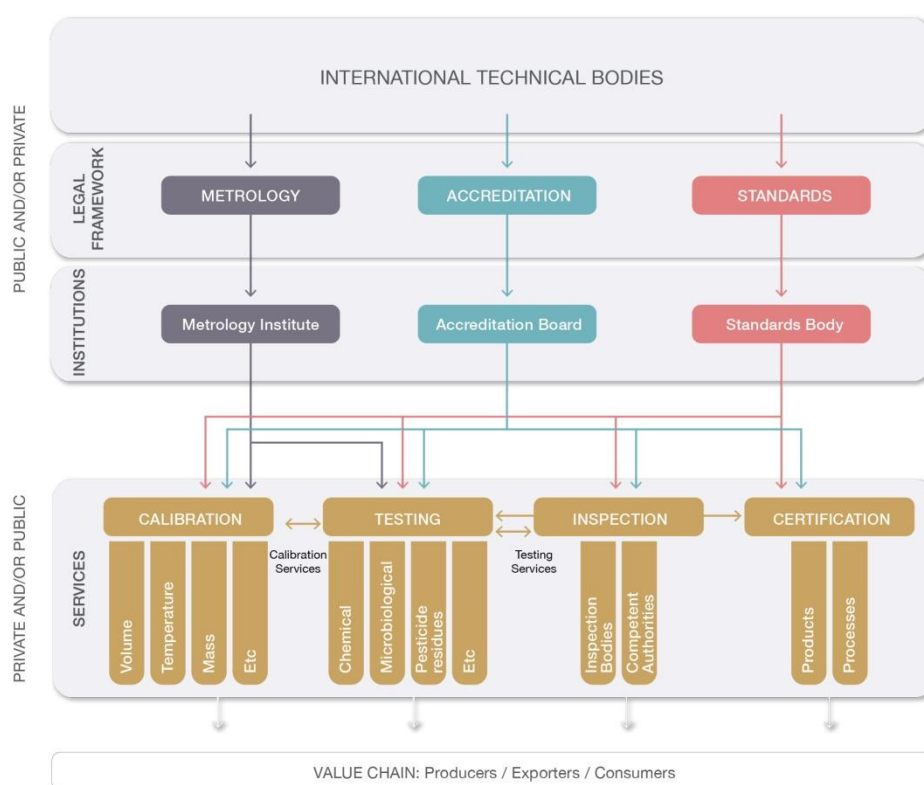 INTERNATIONAL TECHNICAL BODIES
PUBLIC AND/OR PRIVATE
LEGAL
FRAMEWORK
METROLOGY
ACCREDITATION
STANDARDS
INSTITUTIONS
Metrology Institute
Accreditation Board
Standards Body
PRIVATE AND/OR PUBLIC
SERVICES
CALIBRATION
TESTING
INSPECTION
CERTIFICATION
Calibration
Services
Testing
Services
Volume
Temperature
Mass
Etc
Chemical
Microbiological
Pesticide
residues
Etc
Inspection
Bodies
Competent
Authorities
Products
Processes
VALUE CHAIN: Producers / Exporters / Consumers